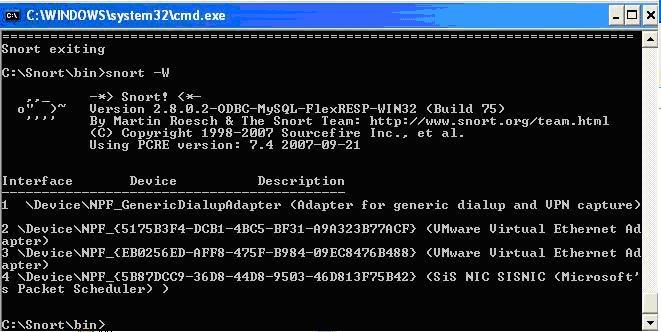 C:\WINDOWS\system32\cmd.exe
===============================================================================
Snort exiting
C:\Snort\bin>snort -W
,,_     -*> Snort! <*-
o"  )~   Version 2.8.0.2-ODBC-MySQL-FlexRESP-WIN32 (Build 75)
''''    By Martin Roesch & The Snort Team: http://www.snort.org/team.html
(C) Copyright 1998-2007 Sourcefire Inc., et al.
Using PCRE version: 7.4 2007-09-21
Interface       Device          Description
-------------------------------------------
1  \Device\NPF_GenericDialupAdapter (Adapter for generic dialup and VPN capture)
2 \Device\NPF_{5175B3F4-DCB1-4BC5-BF31-A9A323B77ACF} (VMware Virtual Ethernet Ad
apter)
3 \Device\NPF_{EB0256ED-AFF8-475F-B984-09EC8476B488} (VMware Virtual Ethernet Ad
apter)
4 \Device\NPF_{5B87DCC9-36D8-44D8-9503-46D813F75B42} (SiS NIC SISNIC (Microsoft'
s Packet Scheduler) )
C:\Snort\bin>